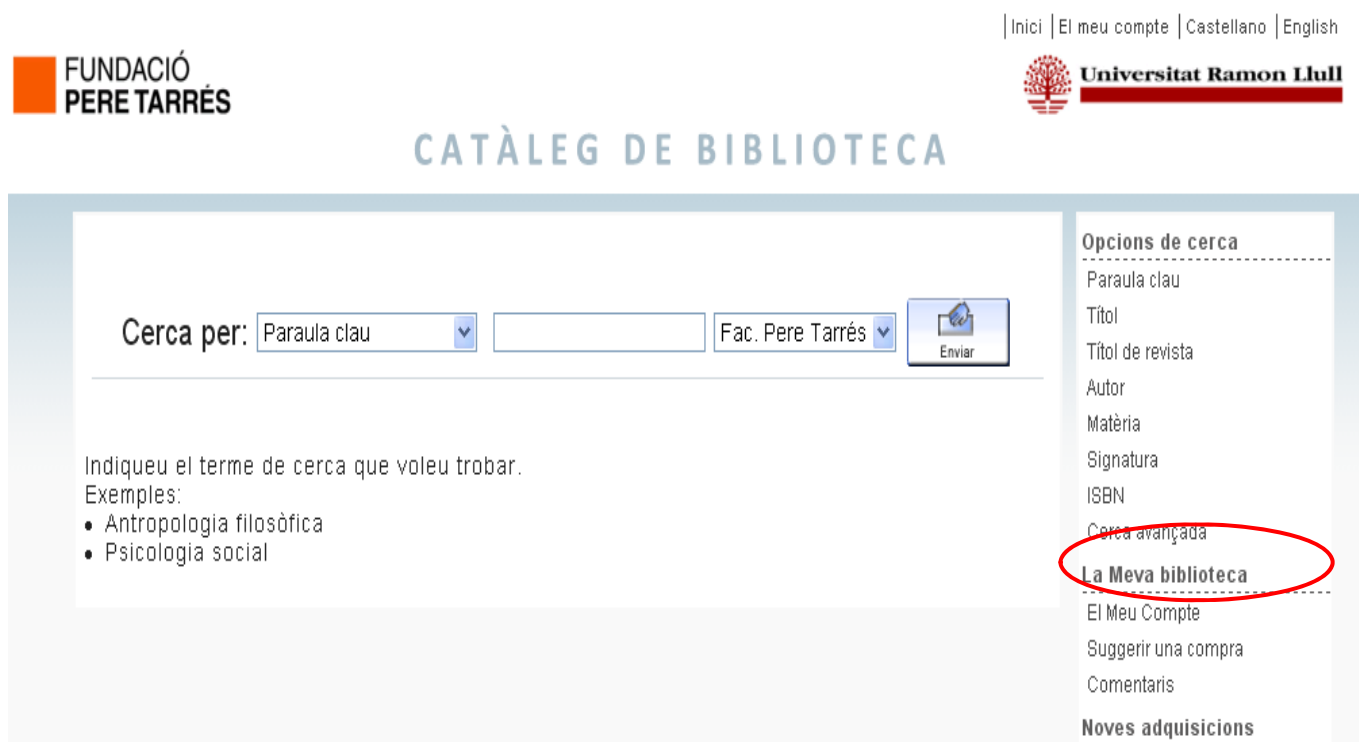 |Inici |El meu compte |Castellano |English
FUNDACIÓ
PERE TARRÉS
Universitat Ramon Llull
CATÀLEG DE BIBLIOTECA
Cerca per: Paraula clau Fac. Pere Tarrés Enviar
Indiqueu el terme de cerca que voleu trobar.
Exemples:
• Antropologia filosòfica
• Psicologia social
Opcions de cerca
Paraula clau
Títol
Títol de revista
Autor
Matèria
Signatura
ISBN
Cerca avançada
La Meva biblioteca
El Meu Compte
Suggerir una compra
Comentaris
Noves adquisicions